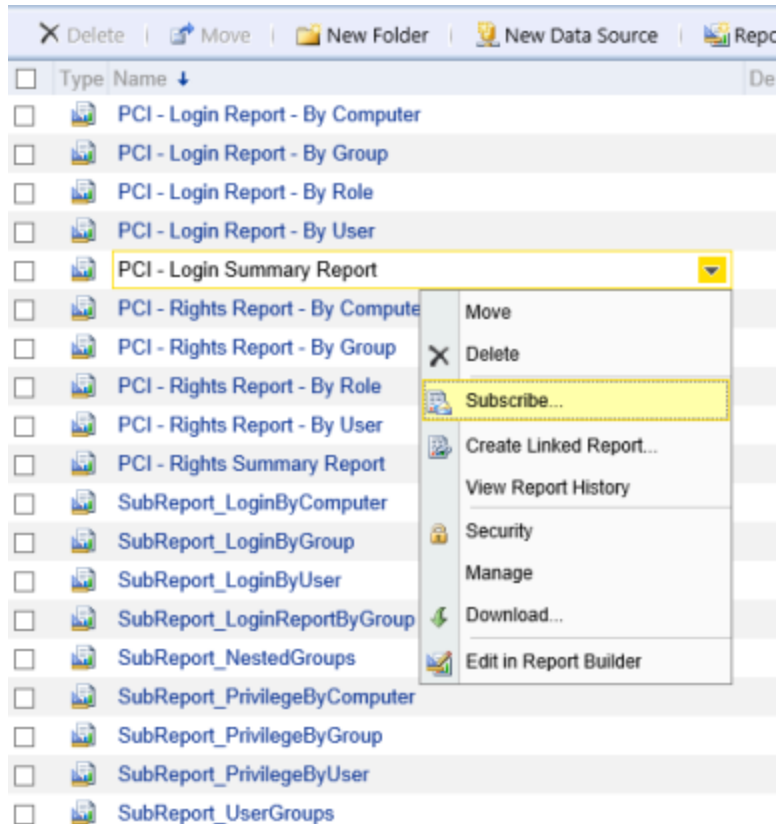 Delete Move New Folder New Data Source Repo
Type Name De
PCI - Login Report - By Computer
PCI - Login Report - By Group
PCI - Login Report - By Role
PCI - Login Report - By User
PCI - Login Summary Report
PCI - Rights Report - By Compute
Move
PCI - Rights Report - By Group
Delete
PCI - Rights Report - By Role
Subscribe...
PCI - Rights Report - By User
Create Linked Report...
PCI - Rights Summary Report
View Report History
SubReport_LoginByComputer
Security
SubReport_LoginByGroup
SubReport_LoginByUser
Manage
SubReport_LoginReportByGroup
Download...
SubReport_NestedGroups
Edit in Report Builder
SubReport_PrivilegeByComputer
SubReport_PrivilegeByGroup
SubReport_PrivilegeByUser
SubReport_UserGroups